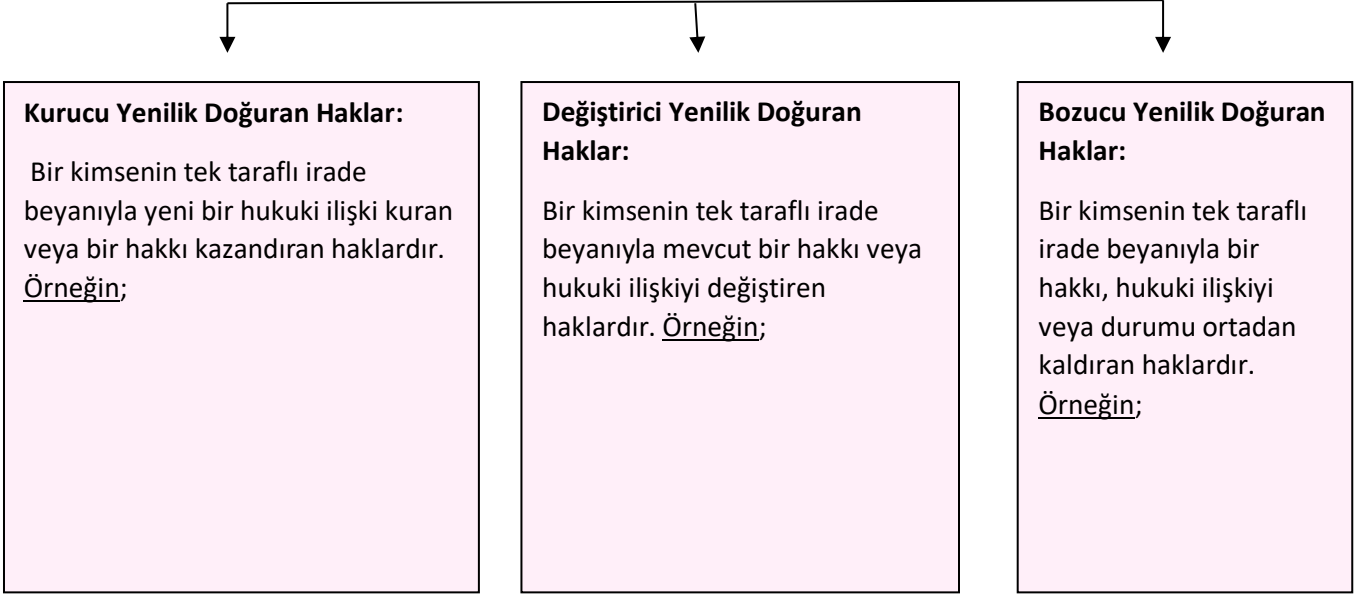 Kurucu Yenilik Doğuran Haklar:
Bir kimsenin tek taraflı irade
beyanıyla yeni bir hukuki ilişki kuran
veya bir hakkı kazandıran haklardır.
Örneğin;
Değiştirici Yenilik Doğuran
Haklar:
Bir kimsenin tek taraflı irade
beyanıyla mevcut bir hakkı veya
hukuki ilişkiyi değiştiren
haklardır. Örneğin;
Bozucu Yenilik Doğuran
Haklar:
Bir kimsenin tek taraflı
irade beyanıyla bir
hakkı, hukuki ilişkiyi
veya durumu ortadan
kaldıran haklardır.
Örneğin;